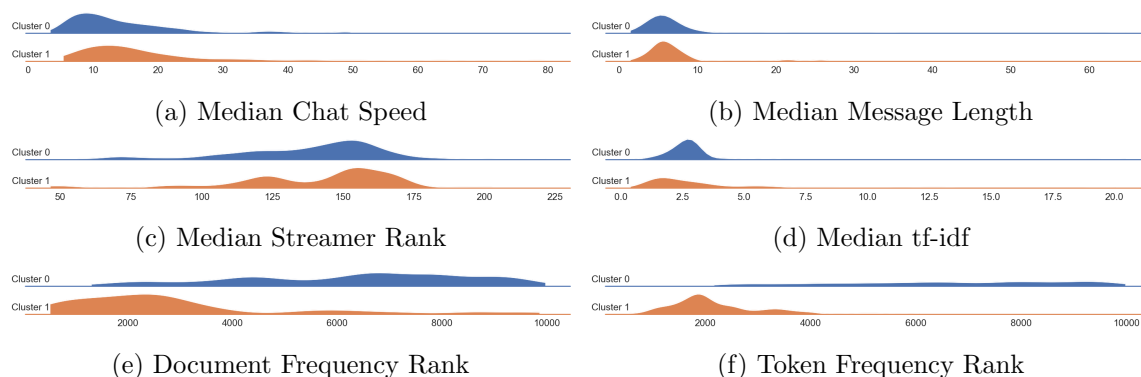 Cluster 0
Cluster 1
0 10 20 30 40 50 60 70 80
(a) Median Chat Speed
Cluster 0
Cluster 1
0 10 20 30 40 50 60
(b) Median Message Length
Cluster 0
Cluster 1
50 75 100 125 150 175 200 225
(c) Median Streamer Rank
Cluster 0
Cluster 1
0.0 2.5 5.0 7.5 10.0 12.5 15.0 17.5 20.0
(d) Median tf-idf
Cluster 0
Cluster 1
2000 4000 6000 8000 10000
(e) Document Frequency Rank
Cluster 0
Cluster 1
2000 4000 6000 8000 10000
(f) Token Frequency Rank